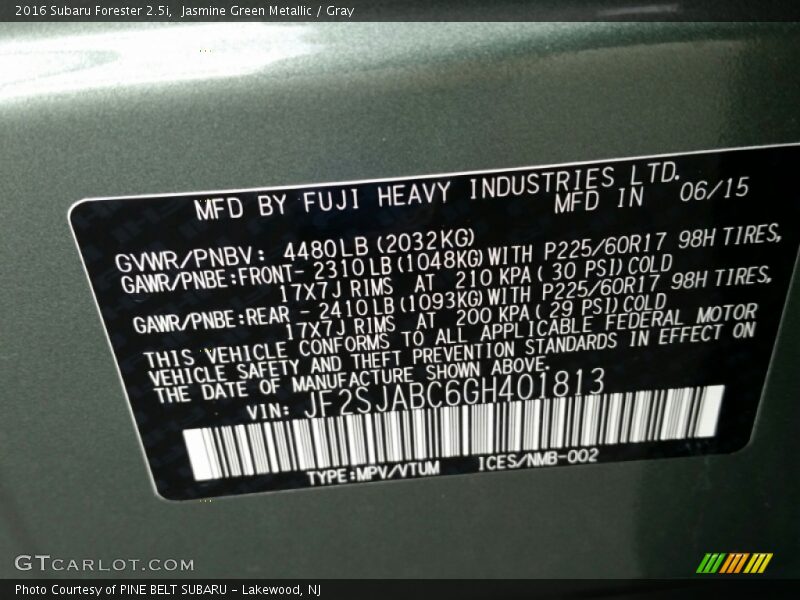 2016 Subaru Forester 2.5i,  Jasmine Green Metallic / Gray
MFD BY FUJI HEAVY INDUSTRIES LTD.
MFD IN 06/15
GVWR/PNBV: 4480LB (2032KG)
GAWR/PNBE:FRONT- 2310LB (1048KG) WITH P225/60R17 98H TIRES,
17X7J RIMS AT 210 KPA ( 30 PSI) COLD
GAWR/PNBE:REAR - 2410LB (1093KG) WITH P225/60R17 98H TIRES,
17X7J RIMS AT 200 KPA ( 29 PSI) COLD
THIS VEHICLE CONFORMS TO ALL APPLICABLE FEDERAL MOTOR
VEHICLE SAFETY AND THEFT PREVENTION STANDARDS IN EFFECT ON
THE DATE OF MANUFACTURE SHOWN ABOVE.
VIN: JF2SJABC6GH401813
TYPE:MPV/VTUM ICES/NMB-002
GTCARLOT.COM
Photo Courtesy of PINE BELT SUBARU - Lakewood, NJ